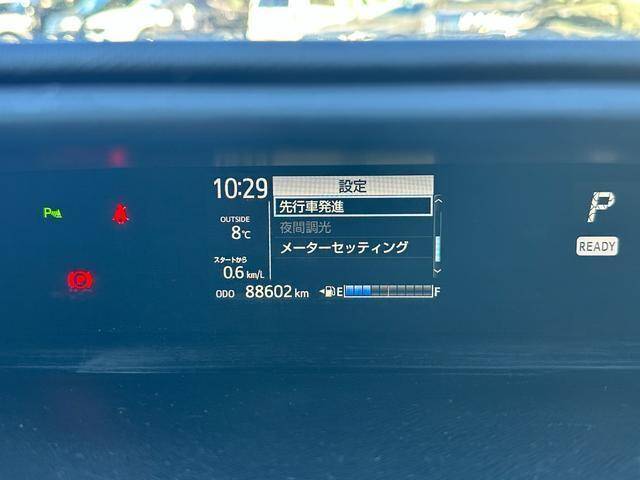 10:29
設定
先行車発進
OUTSIDE
8℃
夜間調光
メーターセッティング
スタートから
0.6 km/L
ODO 88602 km
E F
P
READY
P
P